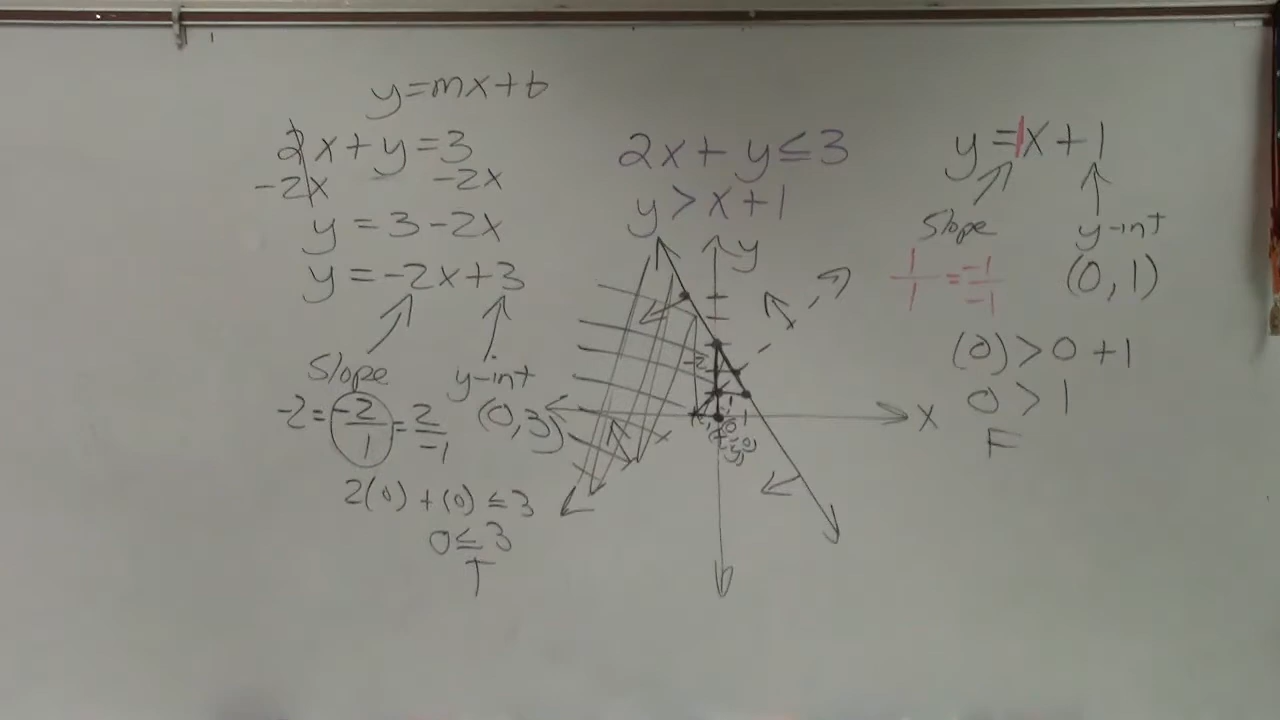 y=mx+b
2x+y=3
-2x -2x
y=3-2x
y=-2x+3
Slope y-int
-2=-2/1=2/-1 (0,3)
2(0)+(0)≤3
0≤3
T
2x+y≤3
y>x+1
y
-2
x
y=1x+1
Slope y-int
1/1=-1/-1 (0,1)
(0)>0+1
0>1
F